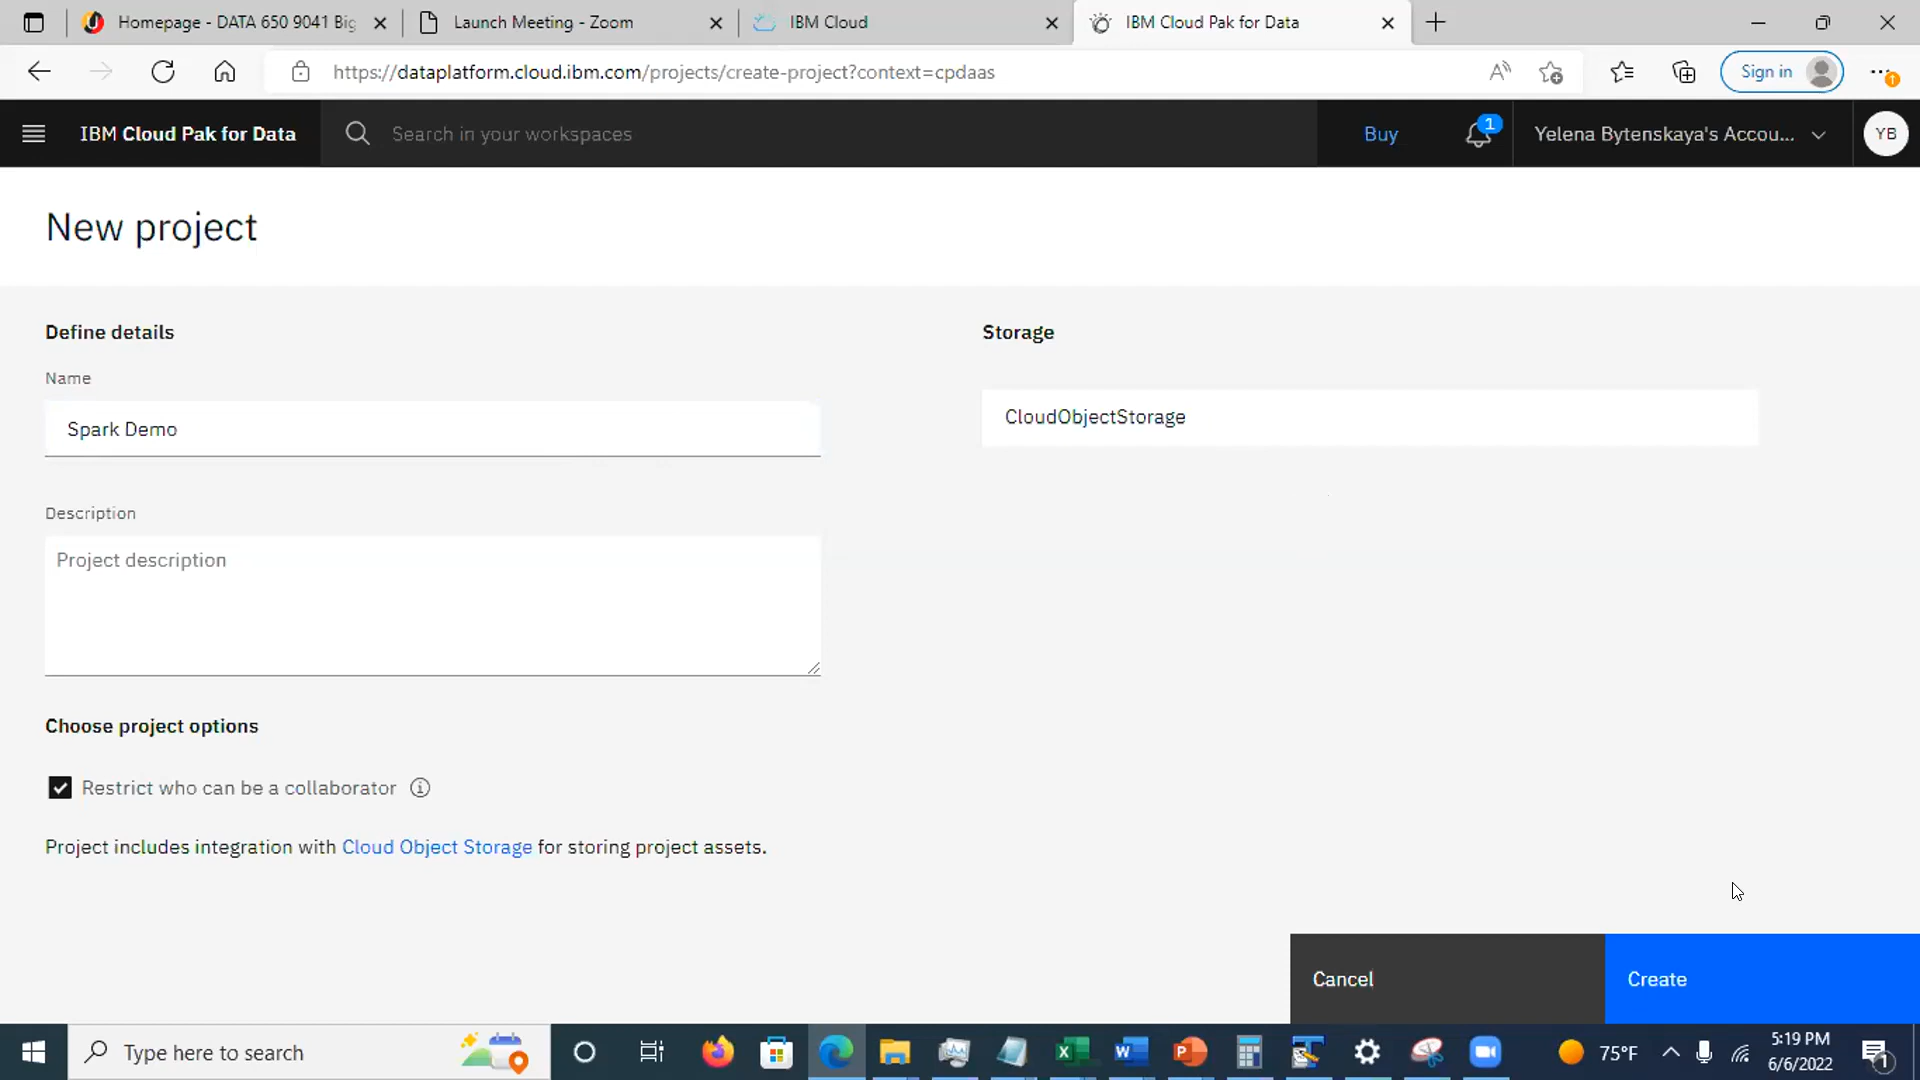 Homepage - DATA 650 9041 Big
Launch Meeting - Zoom
IBM Cloud
IBM Cloud Pak for Data
https://dataplatform.cloud.ibm.com/projects/create-project?context=cpdaas
Sign in
IBM Cloud Pak for Data
Search in your workspaces
Buy
1
Yelena Bytenskaya's Accou...
YB
New project
Define details
Storage
Name
Spark Demo
CloudObjectStorage
Description
Project description
Choose project options
Restrict who can be a collaborator
Project includes integration with Cloud Object Storage for storing project assets.
Cancel
Create
Type here to search
75°F
5:19 PM
6/6/2022
1